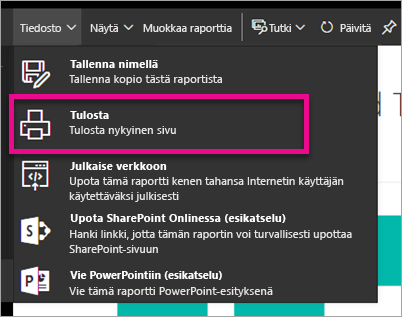 Tiedosto Näytä Muokkaa raporttia Tutki Päivitä
Tallenna nimellä
Tallenna kopio tästä raportista
Tulosta
Tulosta nykyinen sivu
Julkaise verkkoon
Upota tämä raportti kenen tahansa Internetin käyttäjän
käytettäväksi julkisesti
Upota SharePoint Onlinessa (esikatselu)
Hanki linkki, jotta tämän raportin voi turvallisesti upottaa
SharePoint-sivuun
Vie PowerPointiin (esikatselu)
Vie tämä raportti PowerPoint-esityksenä